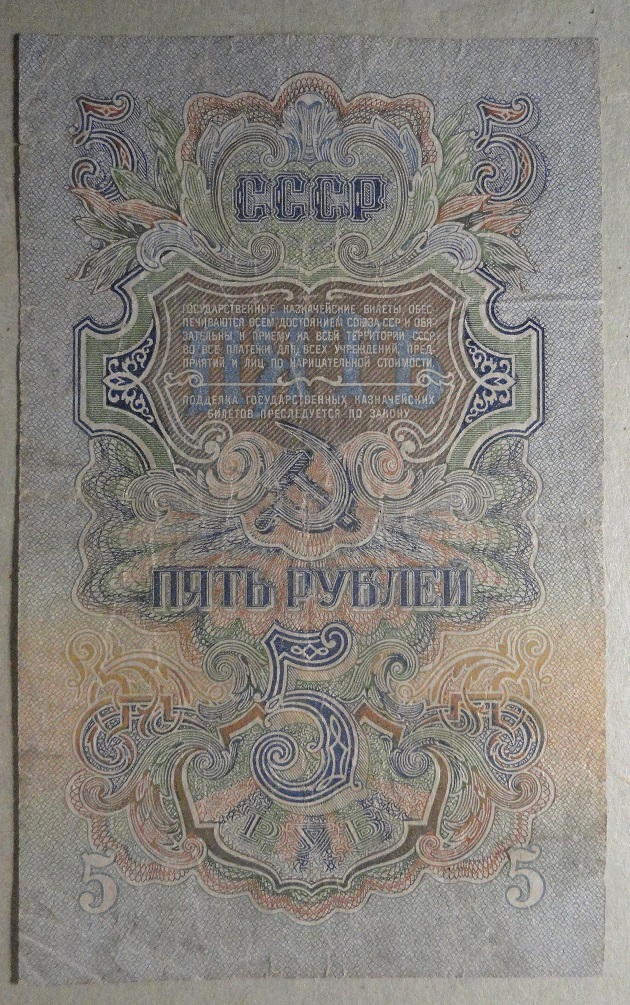 5 5
СССР
ГОСУДАРСТВЕННЫЕ КАЗНАЧЕЙСКИЕ БИЛЕТЫ ОБЕС-
ПЕЧИВАЮТСЯ ВСЕМ ДОСТОЯНИЕМ СОЮЗА ССР И ОБЯ-
ЗАТЕЛЬНЫ К ПРИЕМУ НА ВСЕЙ ТЕРРИТОРИИ СССР
ВО ВСЕ ПЛАТЕЖИ ДЛЯ ВСЕХ УЧРЕЖДЕНИЙ, ПРЕД-
ПРИЯТИЙ И ЛИЦ ПО НАРИЦАТЕЛЬНОЙ СТОИМОСТИ.
ПЯТЬ
ПОДДЕЛКА ГОСУДАРСТВЕННЫХ КАЗНАЧЕЙСКИХ
БИЛЕТОВ ПРЕСЛЕДУЕТСЯ ПО ЗАКОНУ
ПЯТЬ РУБЛЕЙ
5
РУБ
5 5